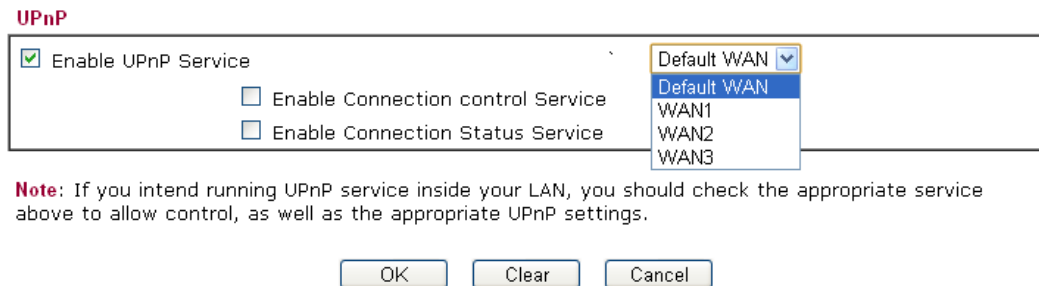 UPnP
Enable UPnP Service ` Default WAN
Default WAN
Enable Connection control Service
WAN1
Enable Connection Status Service
WAN2
WAN3
Note: If you intend running UPnP service inside your LAN, you should check the appropriate service
above to allow control, as well as the appropriate UPnP settings.
OK Clear Cancel